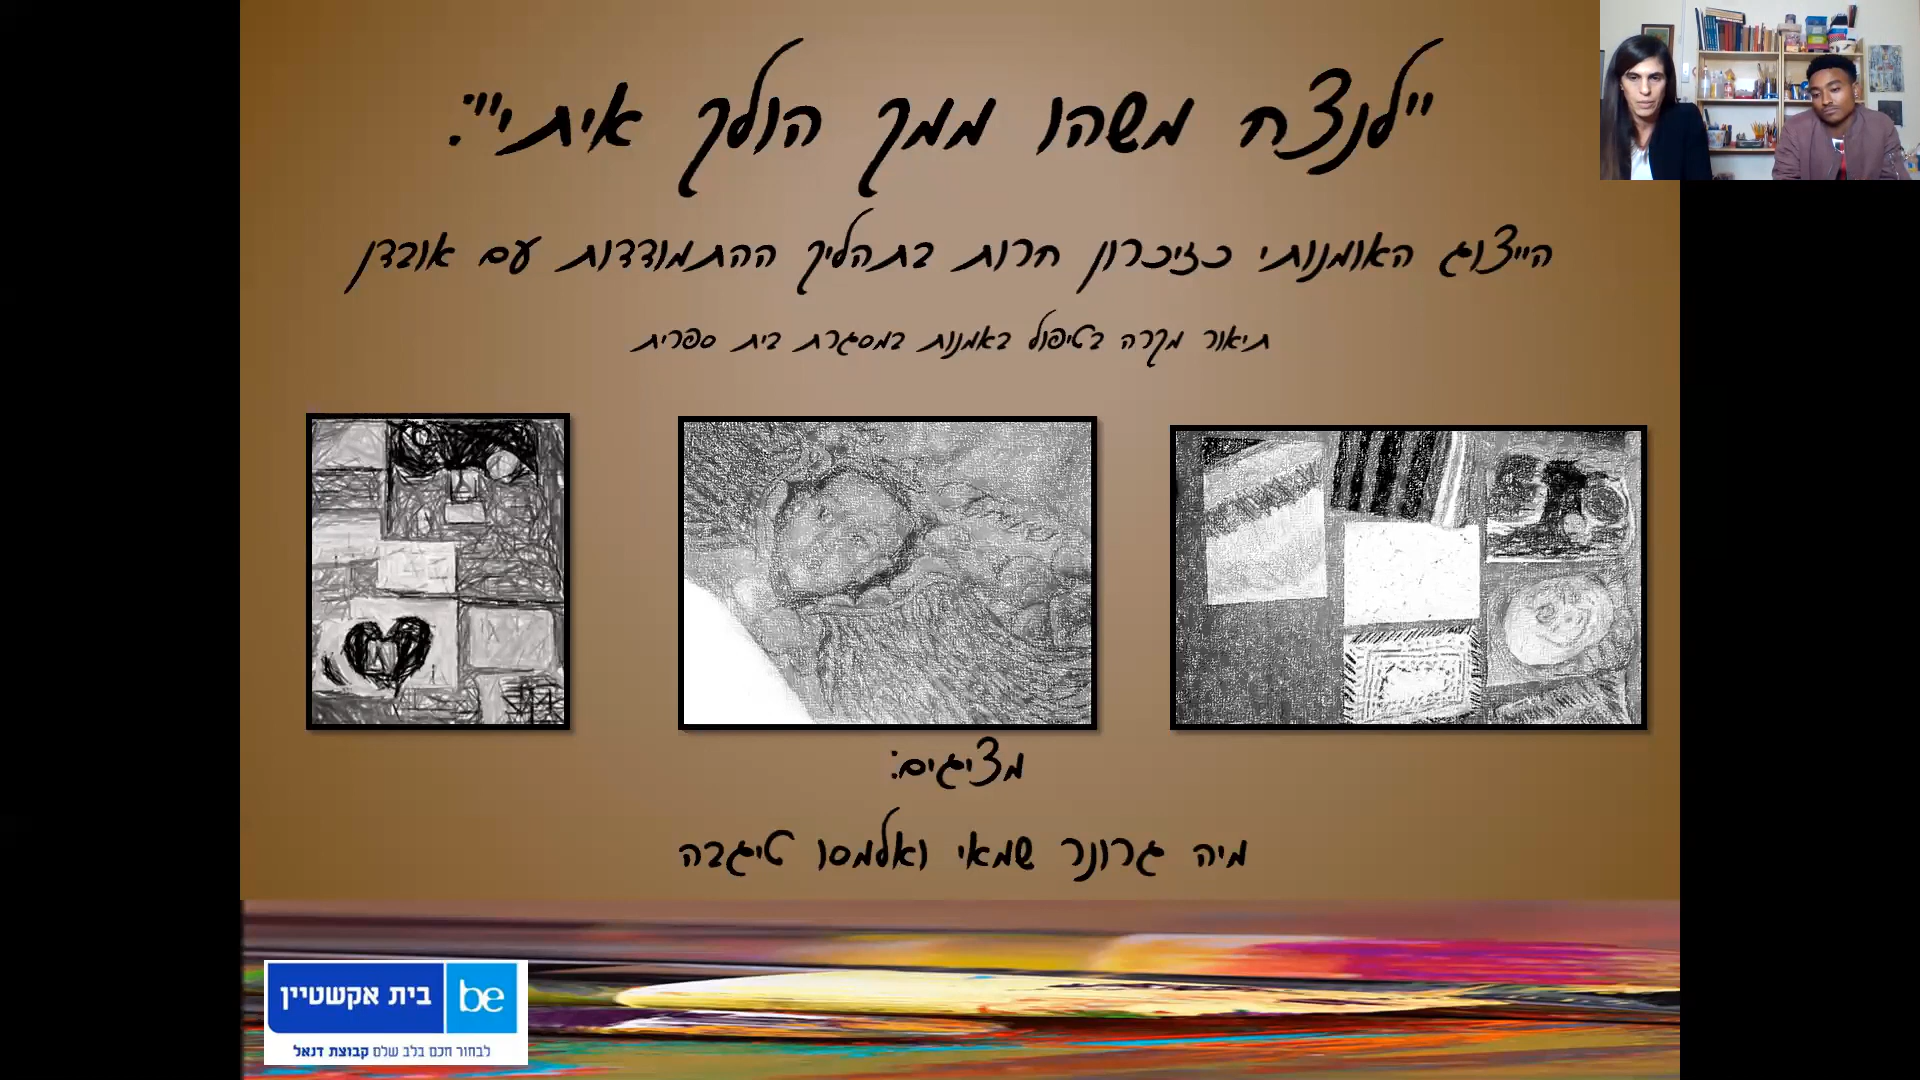 "לנצח משהו ממך הולך איתי":
הייצוג האומנותי כזיכרון חרות בתהליך ההתמודדות עם אובדן
תיאור מקרה בטיפול באמנות במסגרת בית ספרית
מציגים:
מיה גרונר שמאי ואלמסו טיגבה
בית אקשטיין be
לבחור חכם בלב שלם קבוצת דנאל